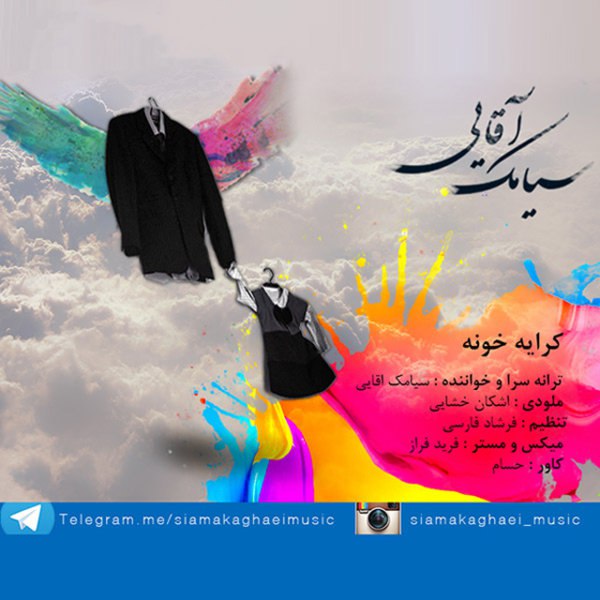 سیامک آقایی
کرایه خونه
ترانه سرا و خواننده : سیامک اقایی
ملودی : اشکان خشایی
تنظیم : فرشاد فارسی
میکس و مستر : فرید فراز
کاور : حسام
Telegram.me/siamakaghaeimusic
siamakaghaei_music